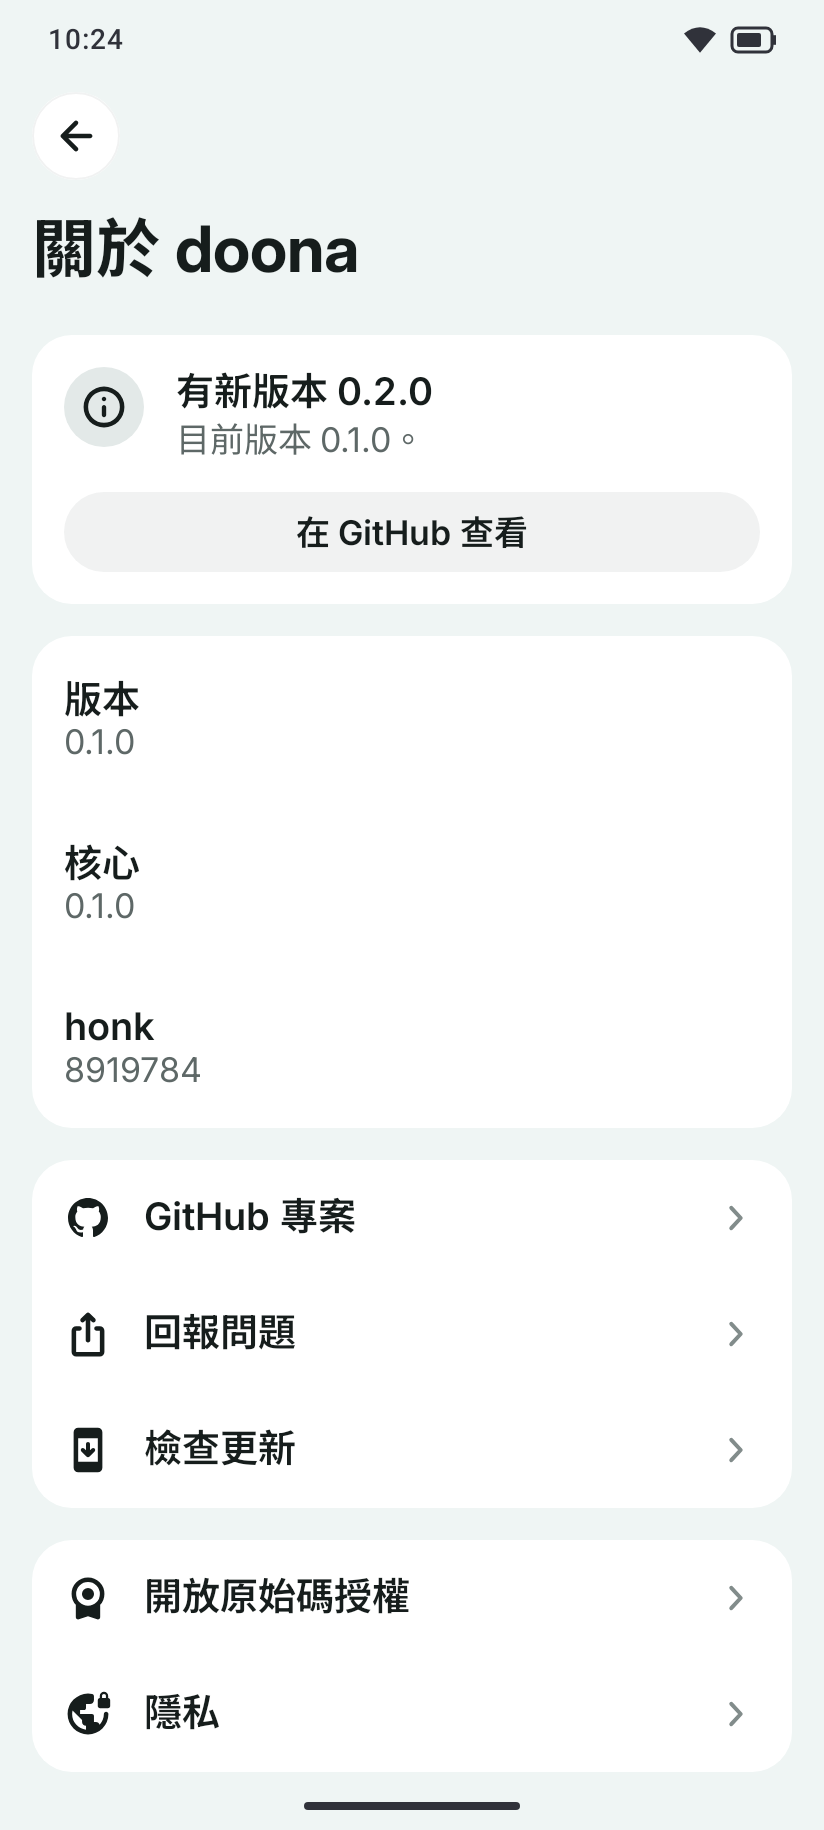 10:24
關於 doona
有新版本 0.2.0
目前版本 0.1.0。
在 GitHub 查看
版本
0.1.0
核心
0.1.0
honk
8919784
GitHub 專案
回報問題
檢查更新
開放原始碼授權
隱私